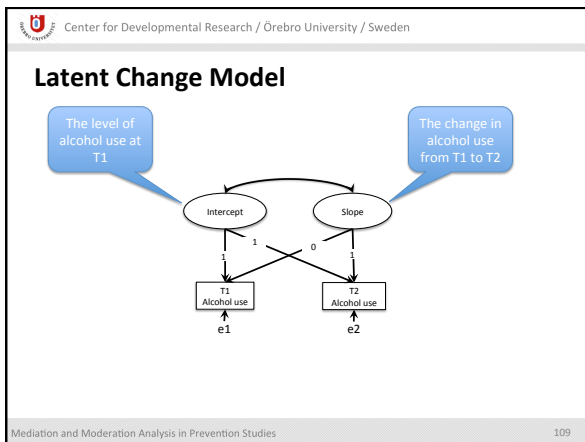 ÖREBRO UNIVERSITY
Center for Developmental Research / Örebro University / Sweden
Latent Change Model
The level of
alcohol use at
T1
The change in
alcohol use
from T1 to T2
Intercept
Slope
1
0
1
1
T1
Alcohol use
T2
Alcohol use
e1
e2
Mediation and Moderation Analysis in Prevention Studies
109